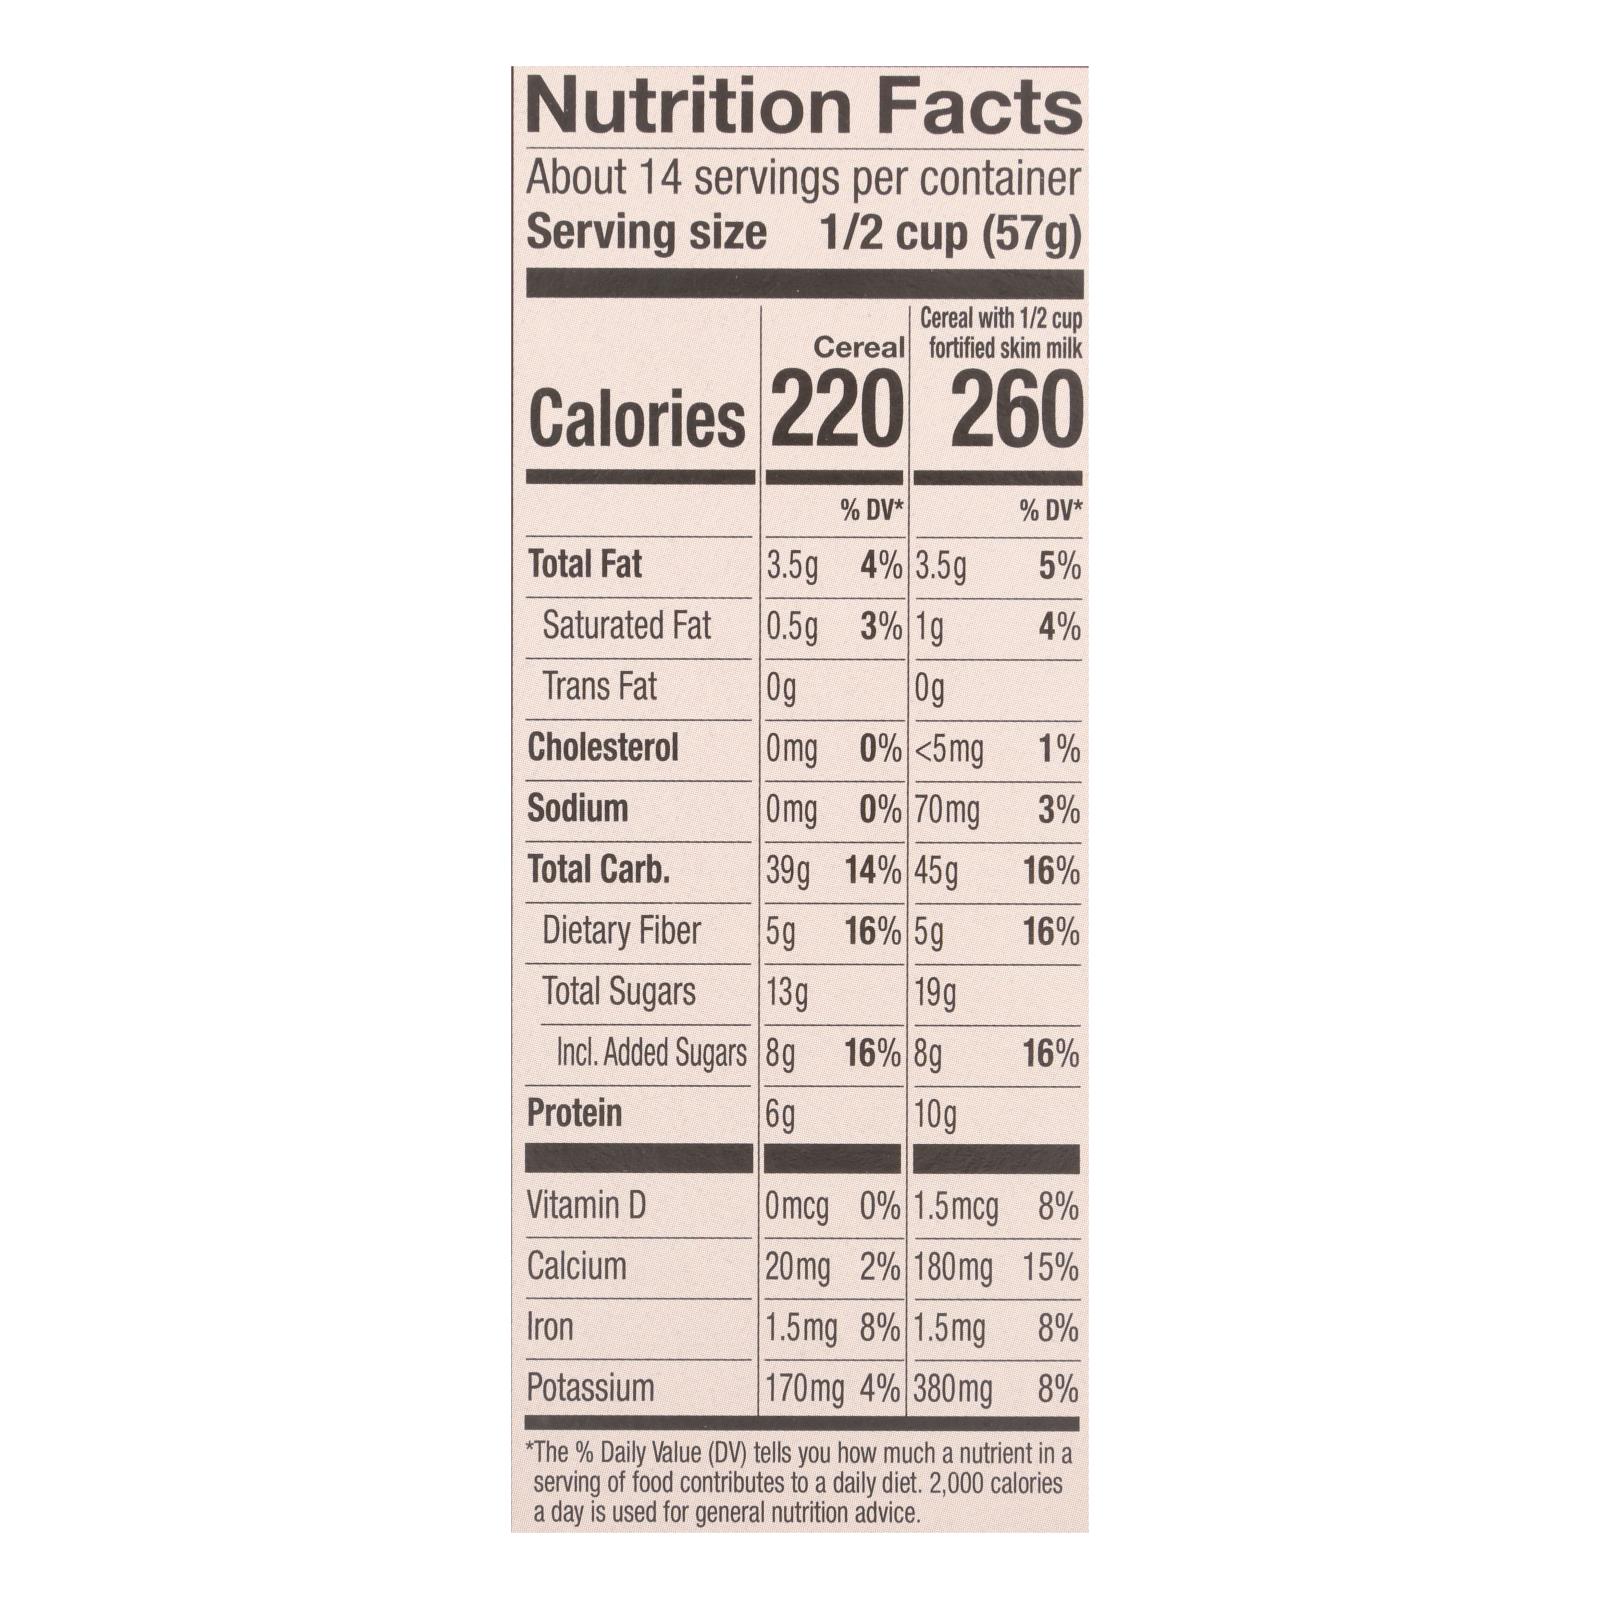 Nutrition Facts
About 14 servings per container
Serving size 1/2 cup (57g)
Cereal with 1/2 cup
Cereal fortified skim milk
Calories 220 260
% DV* % DV*
Total Fat 3.5g 4% 3.5g 5%
Saturated Fat 0.5g 3% 1g 4%
Trans Fat 0g 0g
Cholesterol 0mg 0% <5mg 1%
Sodium 0mg 0% 70mg 3%
Total Carb. 39g 14% 45g 16%
Dietary Fiber 5g 16% 5g 16%
Total Sugars 13g 19g
Incl. Added Sugars 8g 16% 8g 16%
Protein 6g 10g
Vitamin D 0mcg 0% 1.5mcg 8%
Calcium 20mg 2% 180mg 15%
Iron 1.5mg 8% 1.5mg 8%
Potassium 170mg 4% 380mg 8%
*The % Daily Value (DV) tells you how much a nutrient in a
serving of food contributes to a daily diet. 2,000 calories
a day is used for general nutrition advice.